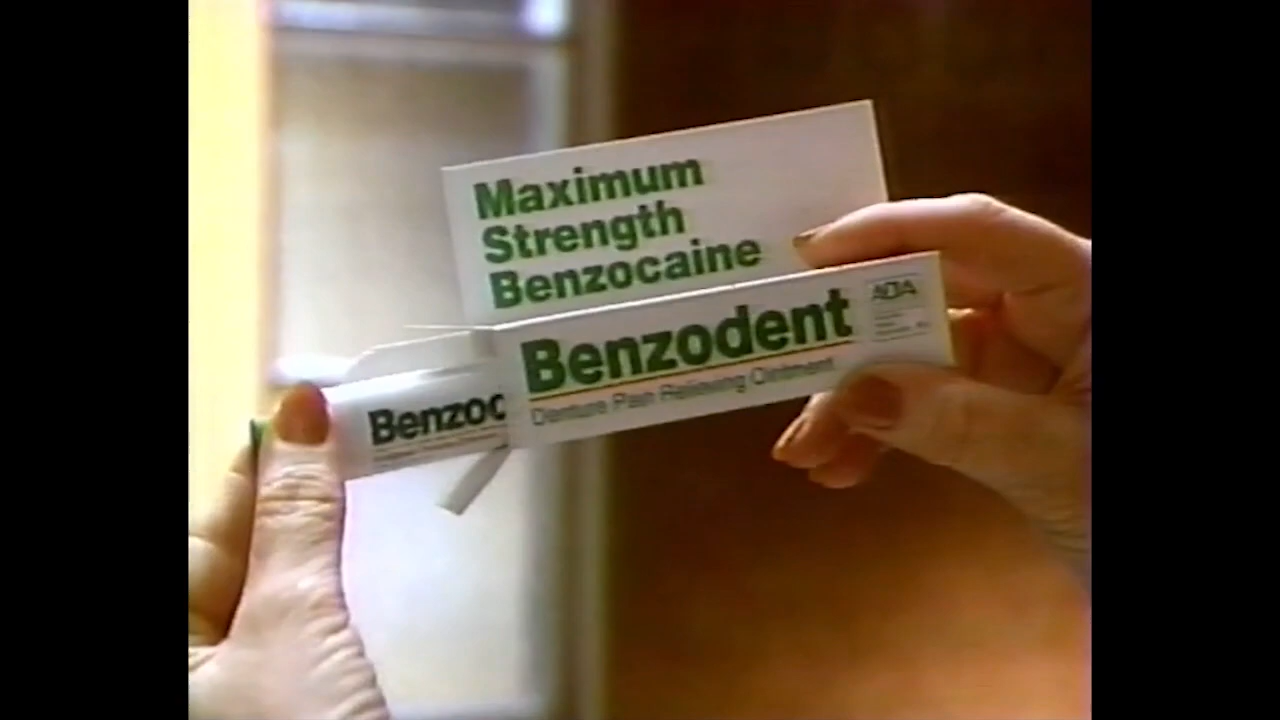 Maximum
Strength
Benzocaine
Benzodent
Denture Pain Relieving Ointment
ADA
Benzoc